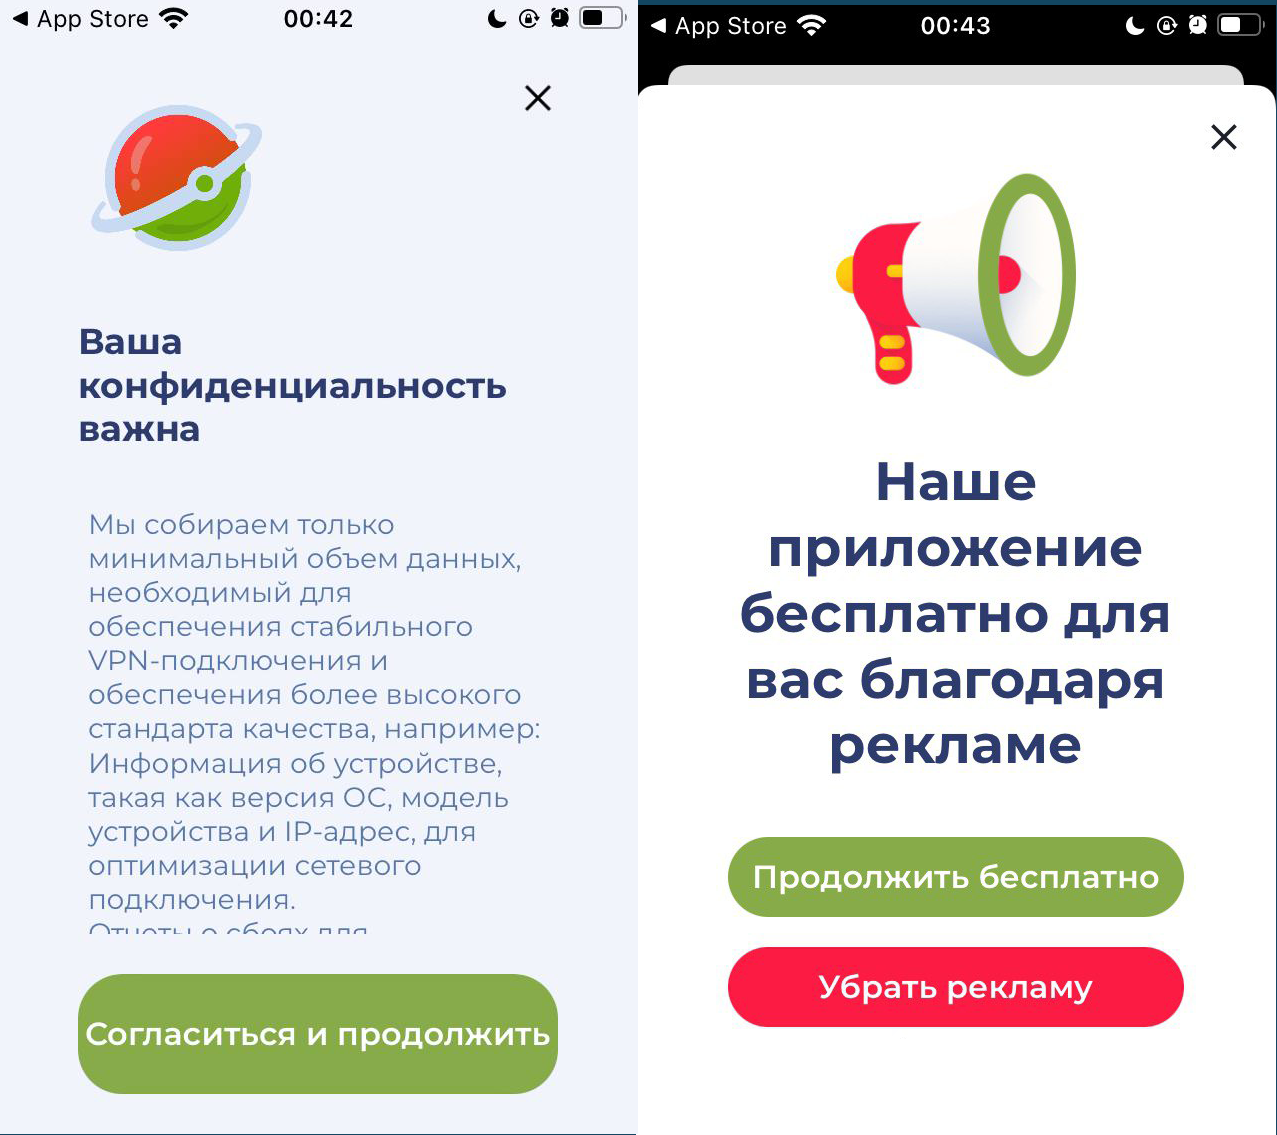 App Store
00:42
Ваша
конфиденциальность
важна
Мы собираем только
минимальный объем данных,
необходимый для
обеспечения стабильного
VPN-подключения и
обеспечения более высокого
стандарта качества, например:
Информация об устройстве,
такая как версия ОС, модель
устройства и IP-адрес, для
оптимизации сетевого
подключения.
Отчеты о сбоях для
Согласиться и продолжить
App Store
00:43
Наше
приложение
бесплатно для
вас благодаря
рекламе
Продолжить бесплатно
Убрать рекламу